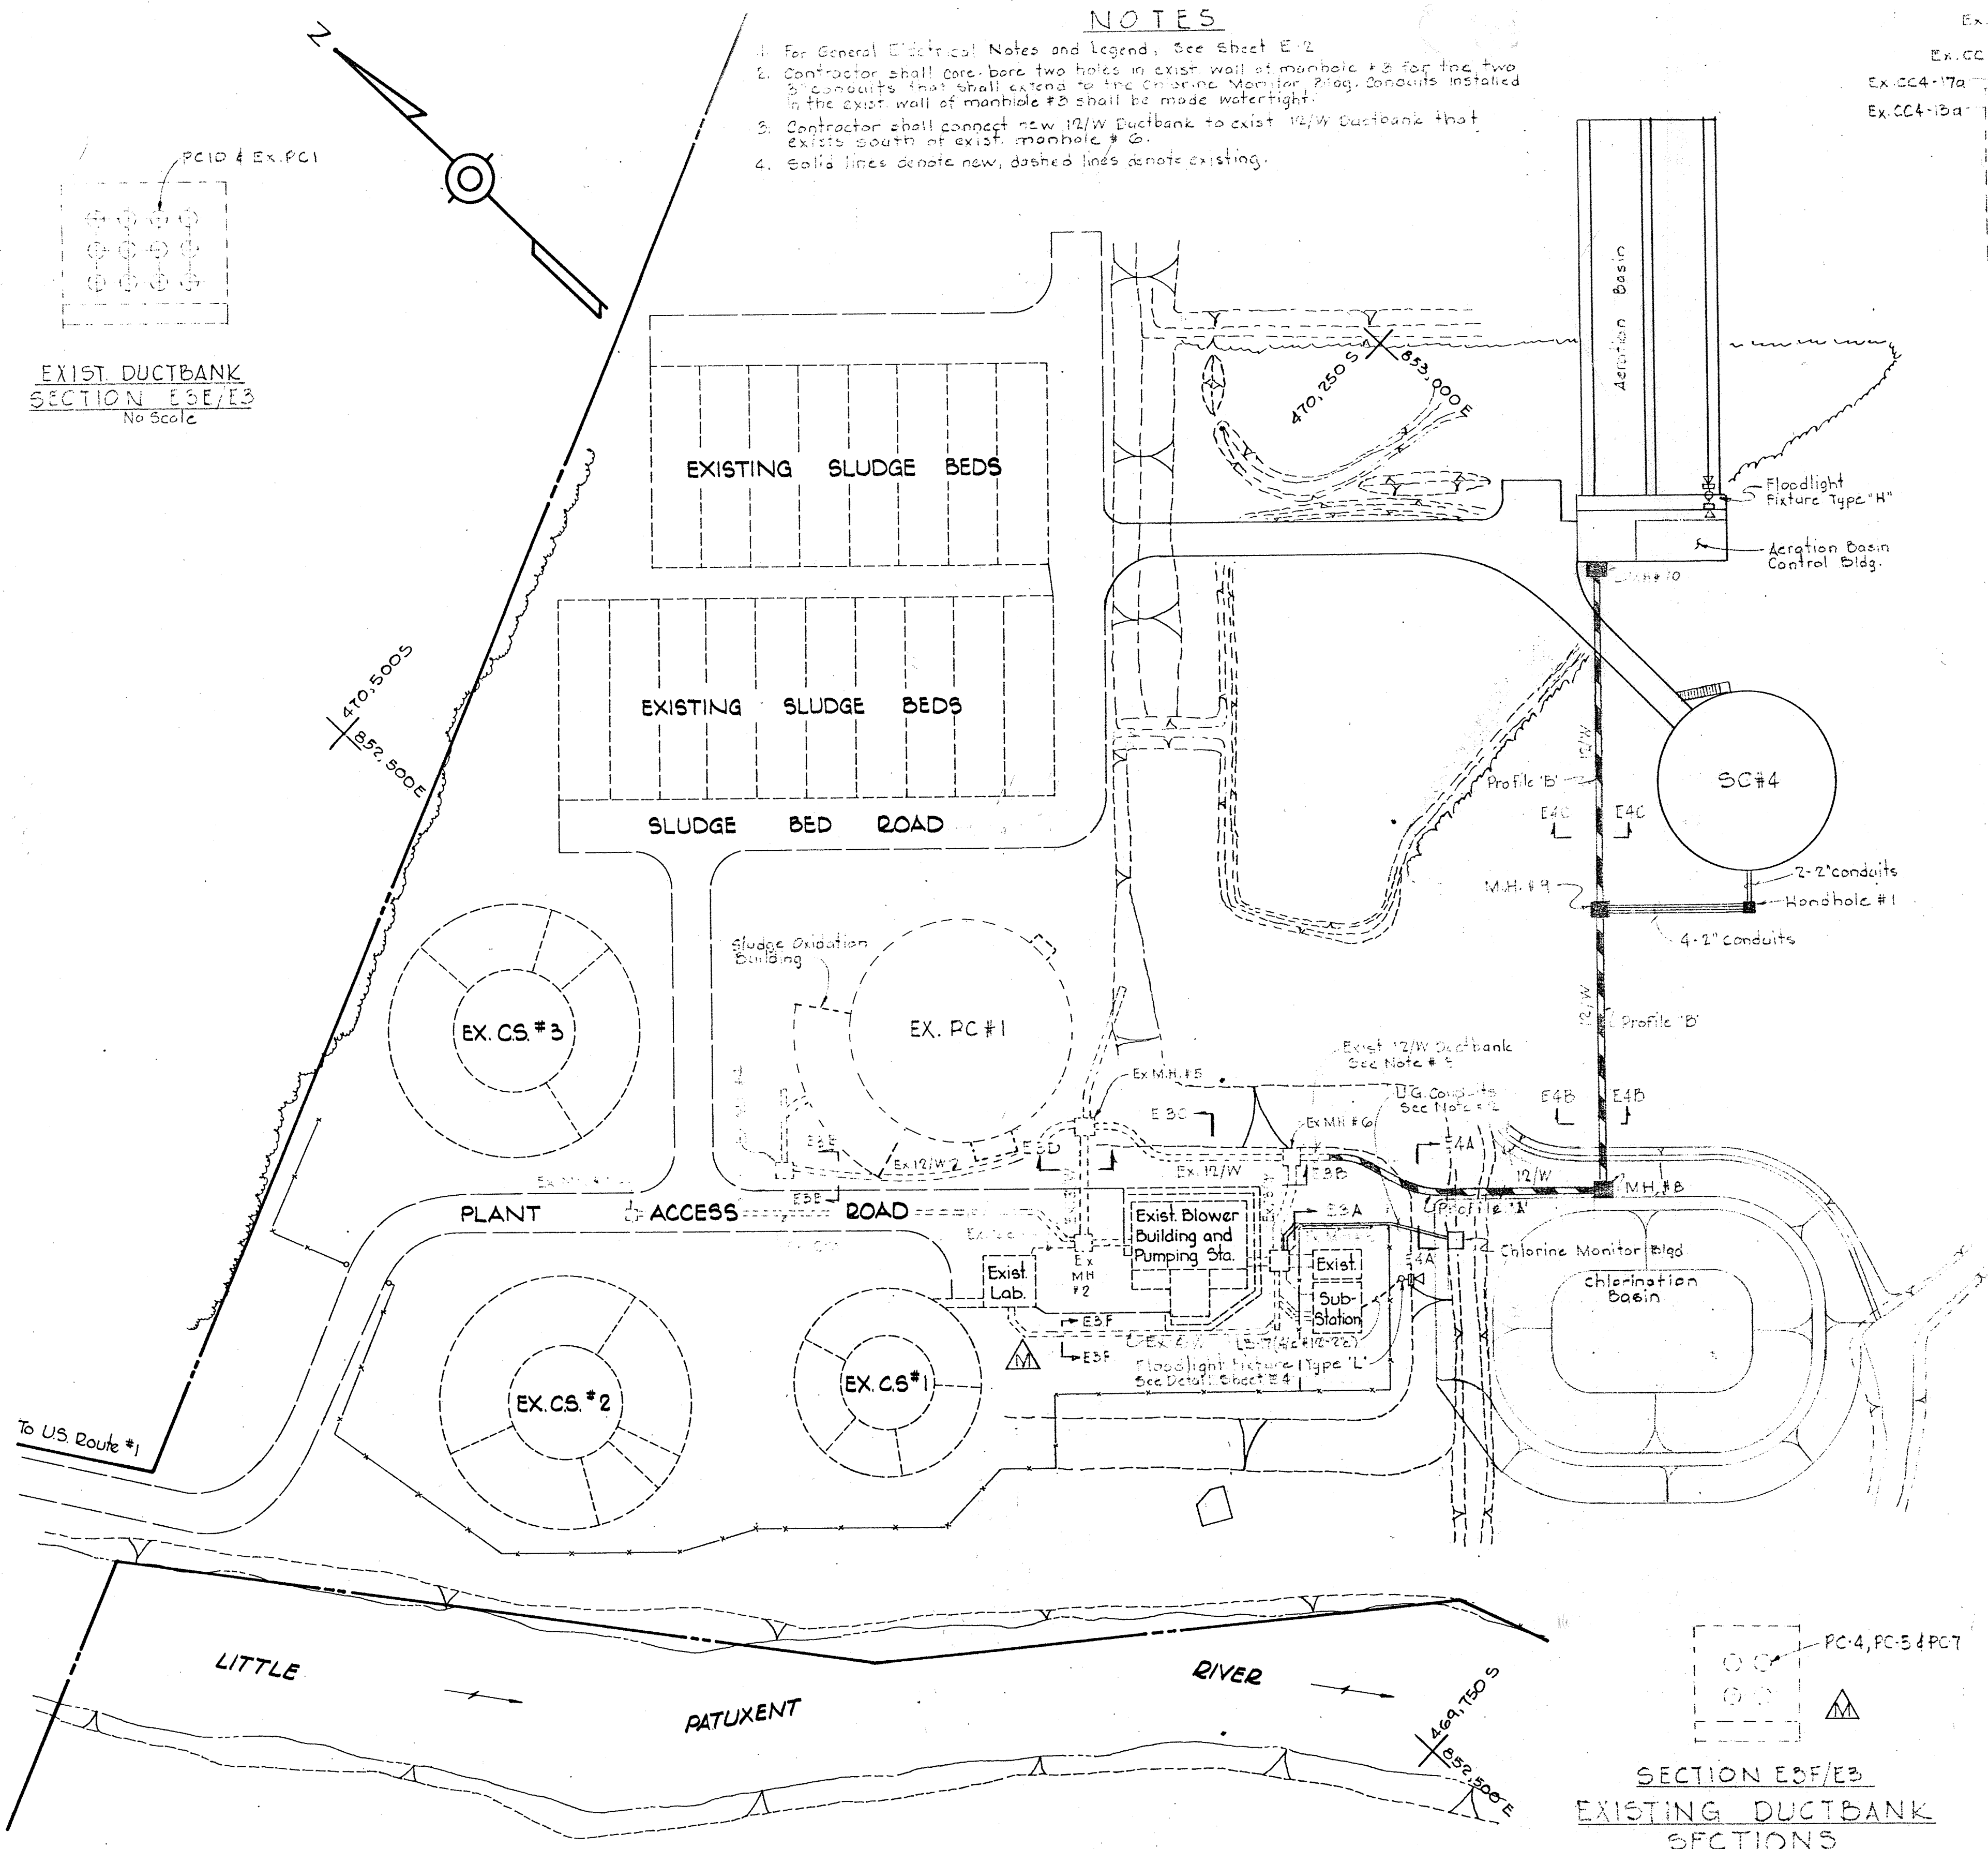 NOTES
1. For General Electrical Notes and Legend, See Sheet E-2
2. Contractor shall core-bore two holes in exist. wall of manhole #3 for the two
3" conduits that shall extend to the Chlorine Monitor Bldg. Conduits installed
in the exist. wall of manhole #3 shall be made watertight.
3. Contractor shall connect new 12/W Ductbank to exist 12/W Ductbank that
exists south of exist. manhole #6.
4. Solid lines denote new, dashed lines denote existing.
Ex.
Ex.CC
Ex.CC4-17a
Ex.CC4-13a
Z
PC10 & Ex.PC1
EXIST. DUCTBANK
SECTION E3E/E3
No Scale
Aeration Basin
470,250 S
853,000 E
EXISTING SLUDGE BEDS
Floodlight
Fixture Type "H"
Aeration Basin
Control Bldg.
470,500 S
852,500 E
EXISTING SLUDGE BEDS
12/W
Profile 'B'
SC#4
SLUDGE BED ROAD
E4C E4C
2-2" conduits
M.H. #9
Handhole #1
4-2" conduits
Sludge Oxidation
Building
EX. C.S. #3
EX. PC #1
12/W
Profile 'B'
Exist 12/W Ductbank
See Note #3
Ex M.H. #5
U.G. Conduits
See Note #2
E4B E4B
E3C
Ex MH #6
E4A
E3E
E3D
Ex 12/W
Ex. 12/W
E3B
12/W
MH. #8
E3E
PLANT ACCESS ROAD
Profile 'A'
E3A
Exist. Blower
Building and
Pumping Sta.
Chlorine Monitor Bldg
E4A
Exist.
Lab.
Ex
MH
#2
Exist.
Sub-
Station
Chlorination
Basin
E3F
E3F
M
Floodlight Fixture Type 'L'
See Detail Sheet E4
EX. C.S. #2
EX. C.S #1
To U.S. Route #1
LITTLE
PATUXENT
RIVER
469,750 S
852,500 E
PC-4, PC-5 & PC-7
M
SECTION E3F/E3
EXISTING DUCTBANK
SECTIONS